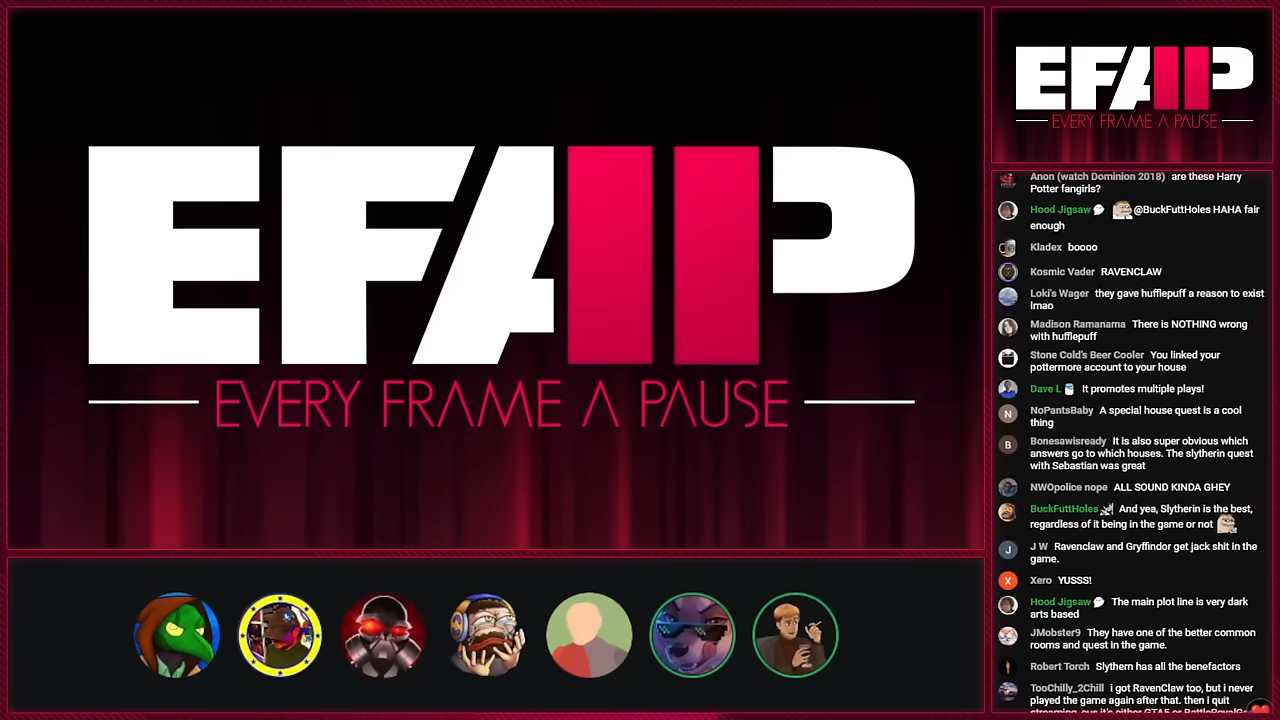 EFAP
EVERY FRAME A PAUSE
EFAP
EVERY FRAME A PAUSE
Anon (watch Dominion 2018) are these Harry
Potter fangirls?
Hood Jigsaw @BuckFuttHoles HAHA fair
enough
Kladex boooo
Kosmic Vader RAVENCLAW
Loki's Wager they gave hufflepuff a reason to exist
lmao
Madison Ramanama There is NOTHING wrong
with hufflepuff
Stone Cold's Beer Cooler You linked your
pottermore account to your house
Dave L It promotes multiple plays!
N
NoPantsBaby A special house quest is a cool
thing
B
Bonesawisready It is also super obvious which
answers go to which houses. The slytherin quest
with Sebastian was great
NWOpolice nope ALL SOUND KINDA GHEY
BuckFuttHoles And yea, Slytherin is the best,
regardless of it being in the game or not
J
J W Ravenclaw and Gryffindor get jack shit in the
game.
X
Xero YUSSS!
Hood Jigsaw The main plot line is very dark
arts based
JMobster9 They have one of the better common
rooms and quest in the game.
Robert Torch Slythern has all the benefactors
TooChilly_2Chill i got RavenClaw too, but i never
played the game again after that. then i quit